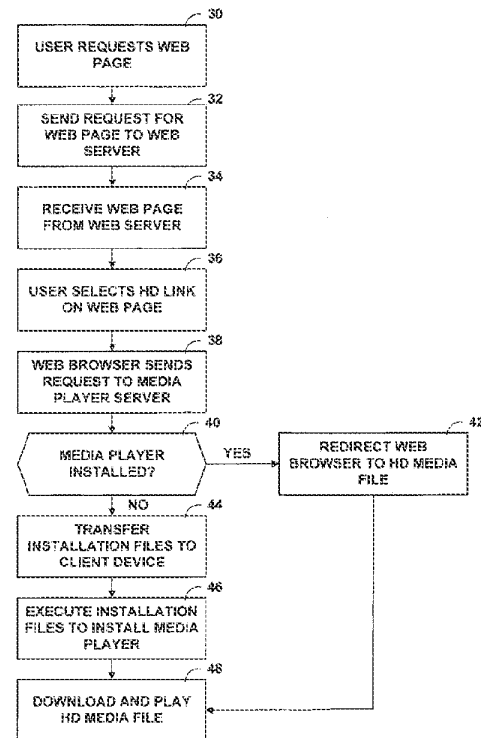 30
USER REQUESTS WEB
PAGE
32
SEND REQUEST FOR
WEB PAGE TO WEB
SERVER
34
RECEIVE WEB PAGE
FROM WEB SERVER
36
USER SELECTS HD LINK
ON WEB PAGE
38
WEB BROWSER SENDS
REQUEST TO MEDIA
PLAYER SERVER
40
MEDIA PLAYER
INSTALLED?
YES
42
REDIRECT WEB
BROWSER TO HD MEDIA
FILE
NO
44
TRANSFER
INSTALLATION FILES TO
CLIENT DEVICE
46
EXECUTE INSTALLATION
FILES TO INSTALL MEDIA
PLAYER
48
DOWNLOAD AND PLAY
HD MEDIA FILE